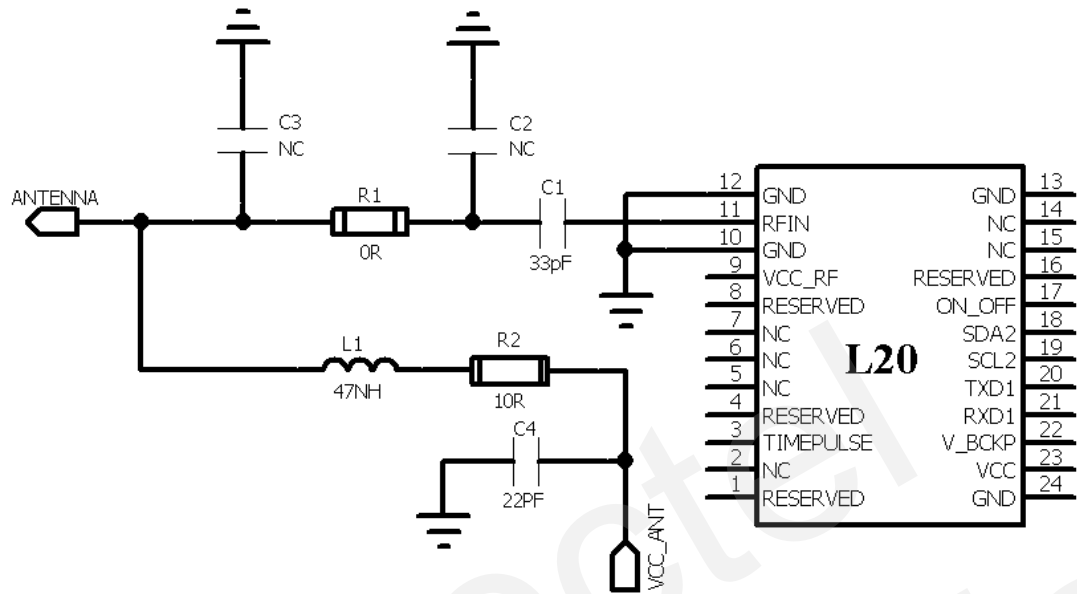 C3
NC
C2
NC
ANTENNA
R1
0R
C1
33pF
L1
47NH
R2
10R
C4
22PF
VCC_ANT
L20
12 GND
11 RFIN
10 GND
9 VCC_RF
8 RESERVED
7 NC
6 NC
5 NC
4 RESERVED
3 TIMEPULSE
2 NC
1 RESERVED
GND 13
NC 14
NC 15
RESERVED 16
ON_OFF 17
SDA2 18
SCL2 19
TXD1 20
RXD1 21
V_BCKP 22
VCC 23
GND 24